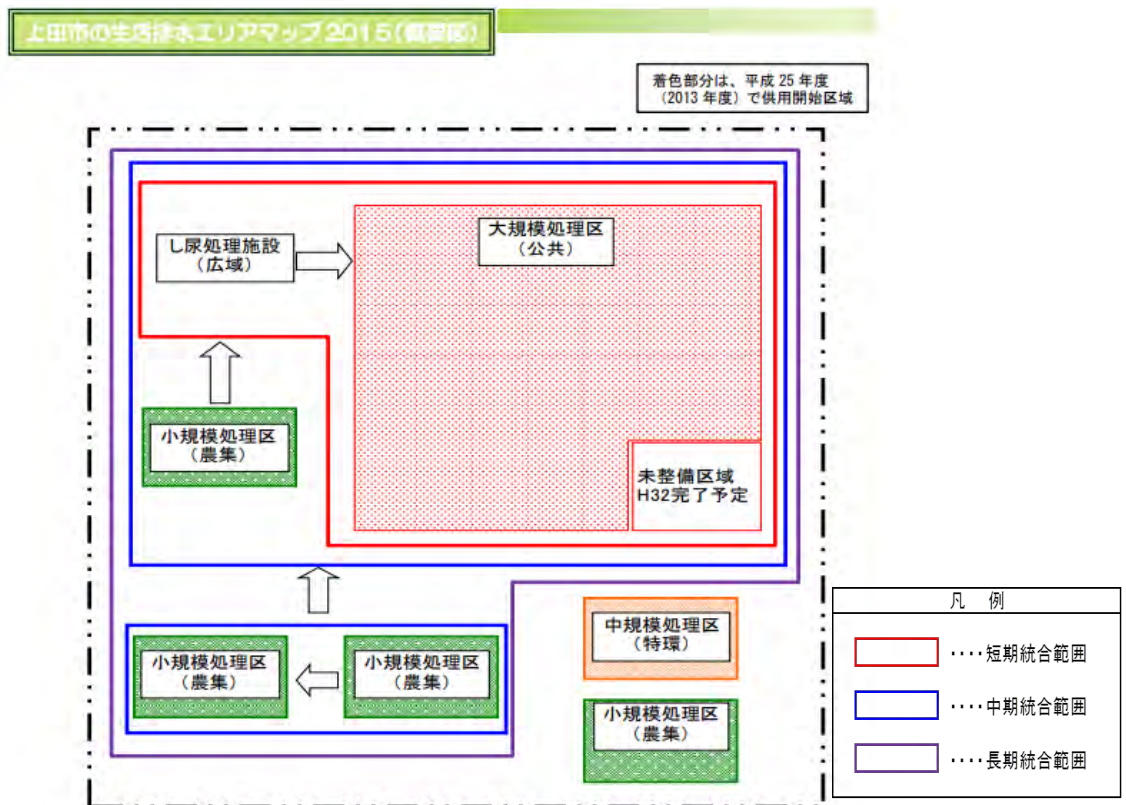 上田市の生活排水エリアマップ2015(概要図)
着色部分は、平成 25 年度
（2013 年度）で供用開始区域
大規模処理区
（公共）
し尿処理施設
（広域）
小規模処理区
（農集）
未整備区域
H32完了予定
中規模処理区
（特環）
小規模処理区
（農集）
小規模処理区
（農集）
小規模処理区
（農集）
凡　例
････短期統合範囲
････中期統合範囲
････長期統合範囲